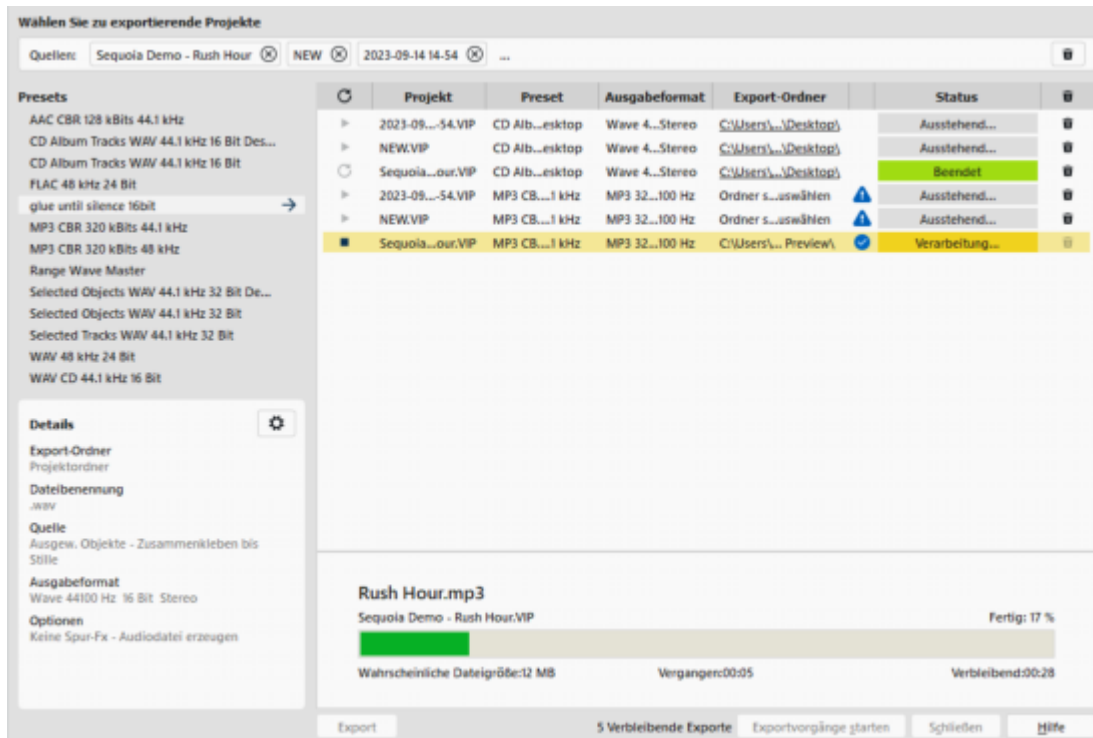 Wählen Sie zu exportierende Projekte
Quellen: Sequoia Demo - Rush Hour NEW 2023-09-14 14-54 ...
Presets
AAC CBR 128 kBits 44.1 kHz
CD Album Tracks WAV 44.1 kHz 16 Bit Des...
CD Album Tracks WAV 44.1 kHz 16 Bit
FLAC 48 kHz 24 Bit
glue until silence 16bit
MP3 CBR 320 kBits 44.1 kHz
MP3 CBR 320 kBits 48 kHz
Range Wave Master
Selected Objects WAV 44.1 kHz 32 Bit De...
Selected Objects WAV 44.1 kHz 32 Bit
Selected Tracks WAV 44.1 kHz 32 Bit
WAV 48 kHz 24 Bit
WAV CD 44.1 kHz 16 Bit
Details
Export-Ordner
Projektordner
Dateibenennung
.wav
Quelle
Ausgew. Objekte - Zusammenkleben bis
Stille
Ausgabeformat
Wave 44100 Hz 16 Bit Stereo
Optionen
Keine Spur-Fx - Audiodatei erzeugen
Projekt Preset Ausgabeformat Export-Ordner Status
2023-09...-54.VIP CD Alb...esktop Wave 4...Stereo C:\Users\...\Desktop\ Ausstehend...
NEW.VIP CD Alb...esktop Wave 4...Stereo C:\Users\...\Desktop\ Ausstehend...
Sequoia...our.VIP CD Alb...esktop Wave 4...Stereo C:\Users\...\Desktop\ Beendet
2023-09...-54.VIP MP3 CB....1 kHz MP3 32...100 Hz Ordner s...uswählen Ausstehend...
NEW.VIP MP3 CB....1 kHz MP3 32...100 Hz Ordner s...uswählen Ausstehend...
Sequoia...our.VIP MP3 CB....1 kHz MP3 32...100 Hz C:\Users\... Preview\ Verarbeitung...
Rush Hour.mp3
Sequoia Demo - Rush Hour.VIP Fertig: 17 %
Wahrscheinliche Dateigröße:12 MB Vergangen:00:05 Verbleibend:00:28
Export 5 Verbleibende Exporte Exportvorgänge starten Schließen Hilfe